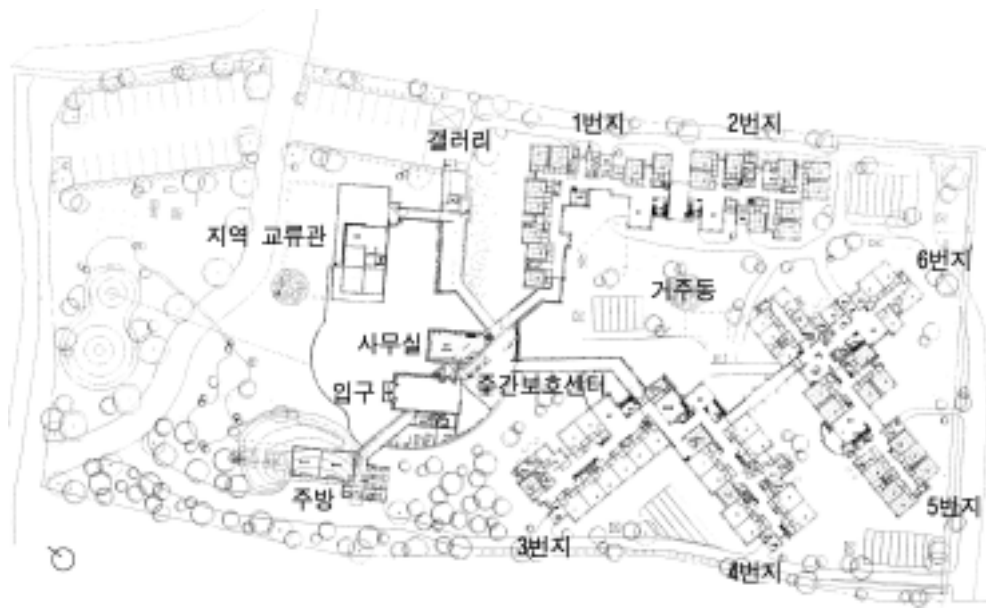 1번지
2번지
갤러리
지역 교류관
6번지
거주동
사무실
입구
주간보호센터
주방
5번지
3번지
4번지